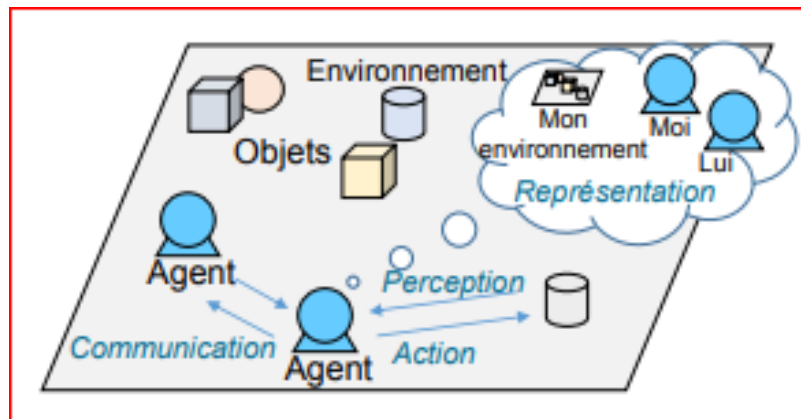 Environnement
Mon
environnement
Moi
Lui
Représentation
Objets
Agent
Perception
Communication
Agent
Action